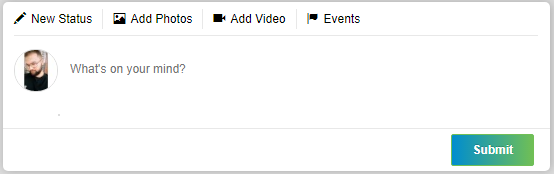 New Status Add Photos Add Video Events
What's on your mind?
Submit